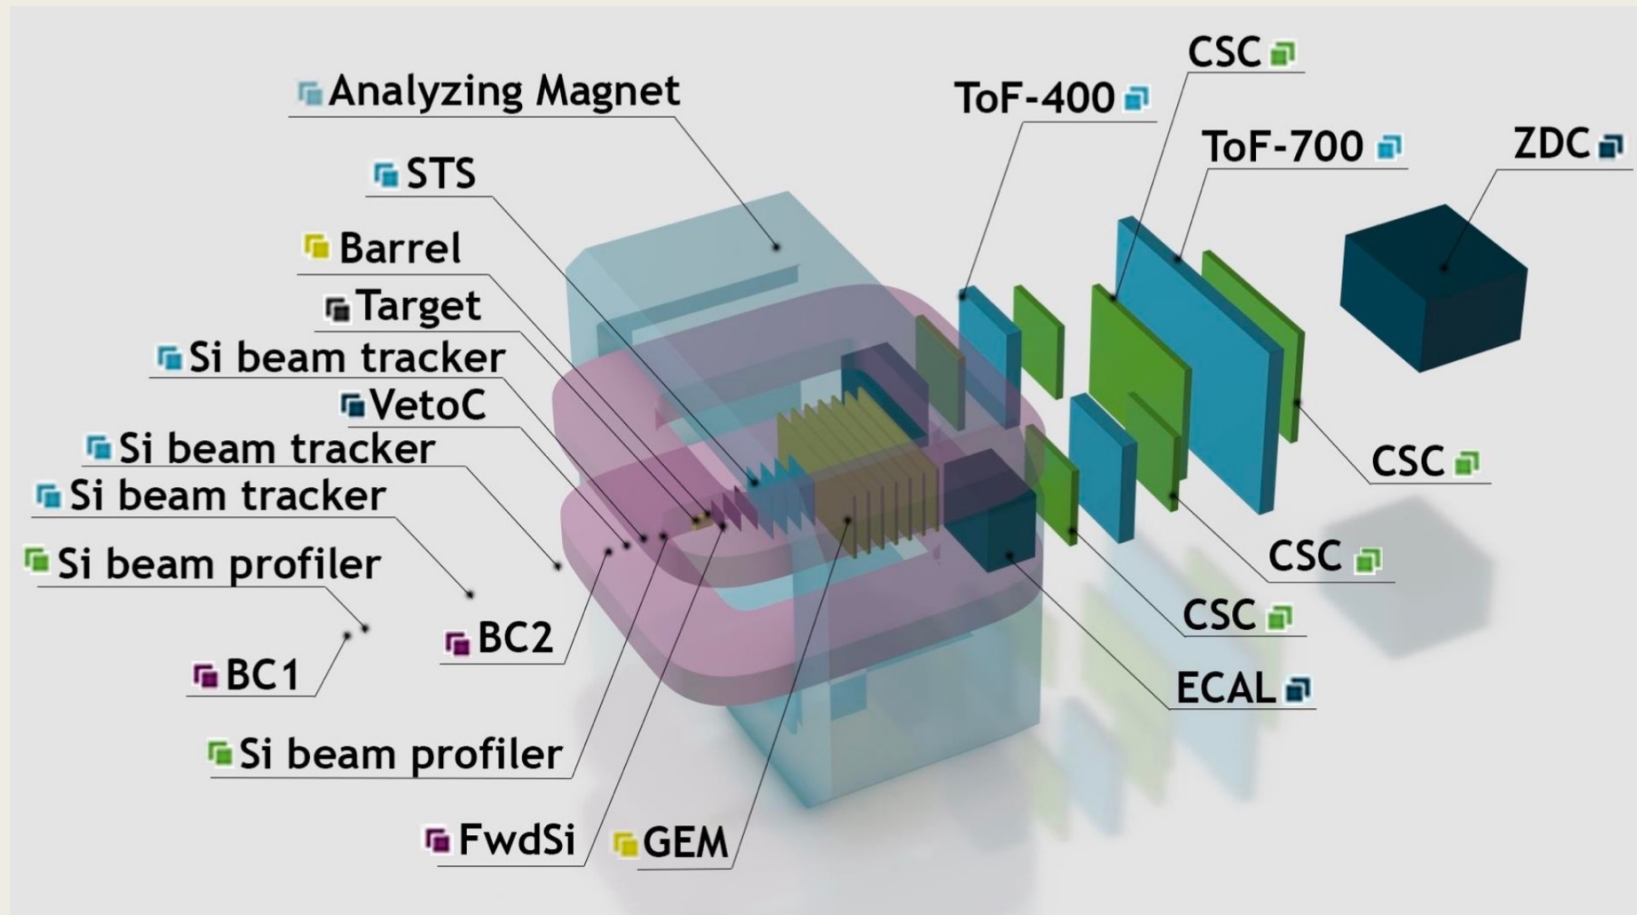 CSC
Analyzing Magnet
ToF-400
ToF-700
ZDC
STS
Barrel
Target
Si beam tracker
VetoC
Si beam tracker
CSC
Si beam tracker
Si beam profiler
CSC
CSC
BC2
BC1
ECAL
Si beam profiler
FwdSi
GEM